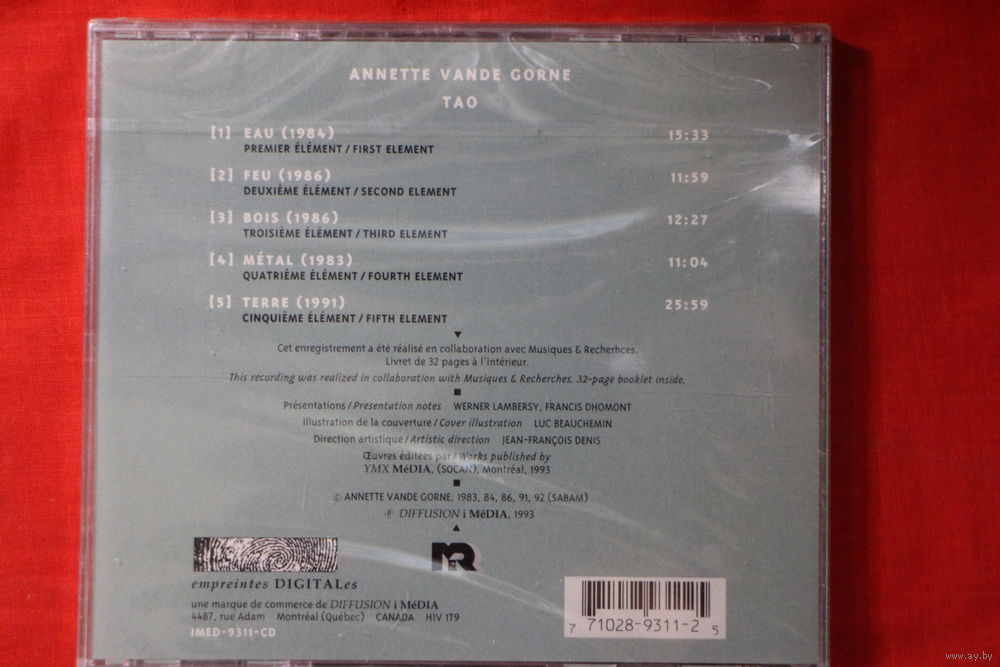 ANNETTE VANDE GORNE
TAO
[1] EAU (1984) 15:33
PREMIER ÉLÉMENT / FIRST ELEMENT
[2] FEU (1986) 11:59
DEUXIÈME ÉLÉMENT / SECOND ELEMENT
[3] BOIS (1986) 12:27
TROISIÈME ÉLÉMENT / THIRD ELEMENT
[4] MÉTAL (1983) 11:04
QUATRIÈME ÉLÉMENT / FOURTH ELEMENT
[5] TERRE (1991) 25:59
CINQUIÈME ÉLÉMENT / FIFTH ELEMENT
Cet enregistrement a été réalisé en collaboration avec Musiques & Recherhces.
Livret de 32 pages à l'intérieur.
This recording was realized in collaboration with Musiques & Recherches. 32-page booklet inside.
Présentations / Presentation notes WERNER LAMBERSY, FRANCIS DHOMONT
Illustration de la couverture / Cover illustration LUC BEAUCHEMIN
Direction artistique / Artistic direction JEAN-FRANÇOIS DENIS
Œuvres éditées par / Works published by
YMX MéDIA, (SOCAN), Montréal, 1993
© ANNETTE VANDE GORNE, 1983, 84, 86, 91, 92 (SABAM)
℗ DIFFUSION i MéDIA, 1993
MR
empreintes DIGITALes
une marque de commerce de DIFFUSION i MéDIA
4487, rue Adam Montréal (Québec) CANADA H1V 1T9
IMED-9311-CD
7 71028-9311-2 5
www.ay.by